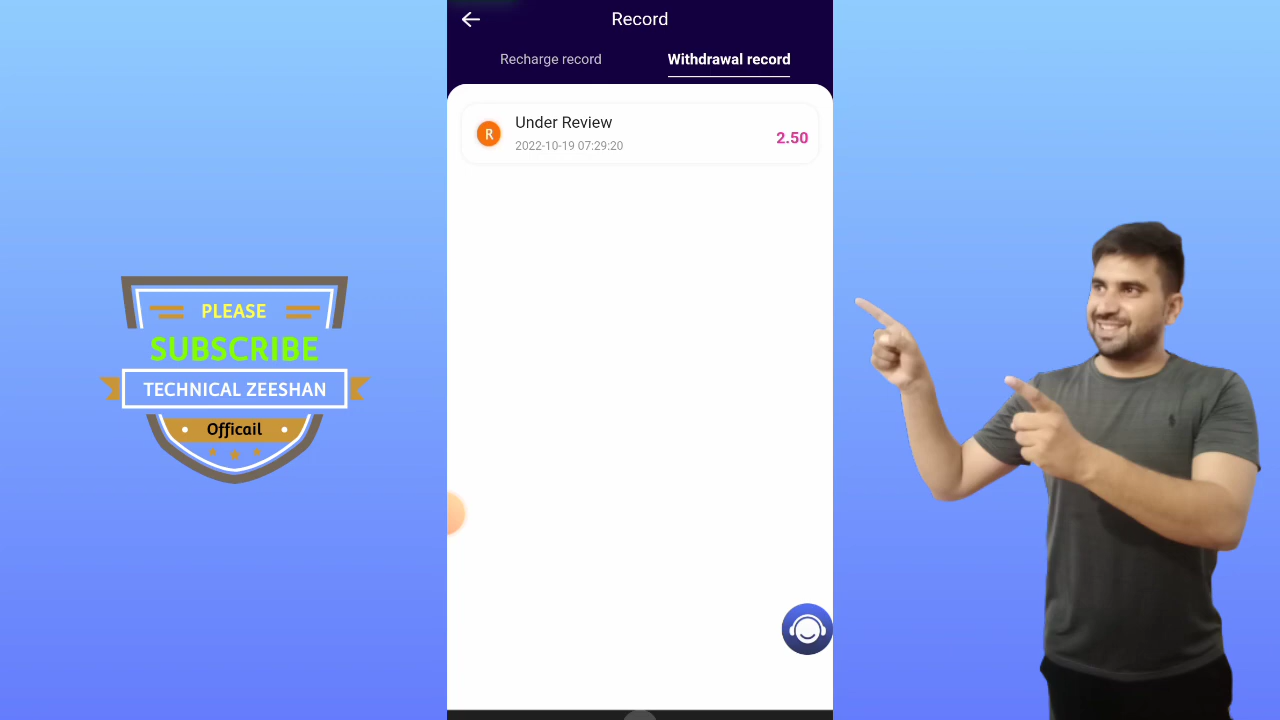 Record
Recharge record
Withdrawal record
R
Under Review
2022-10-19 07:29:20
2.50
PLEASE
SUBSCRIBE
TECHNICAL ZEESHAN
Officail